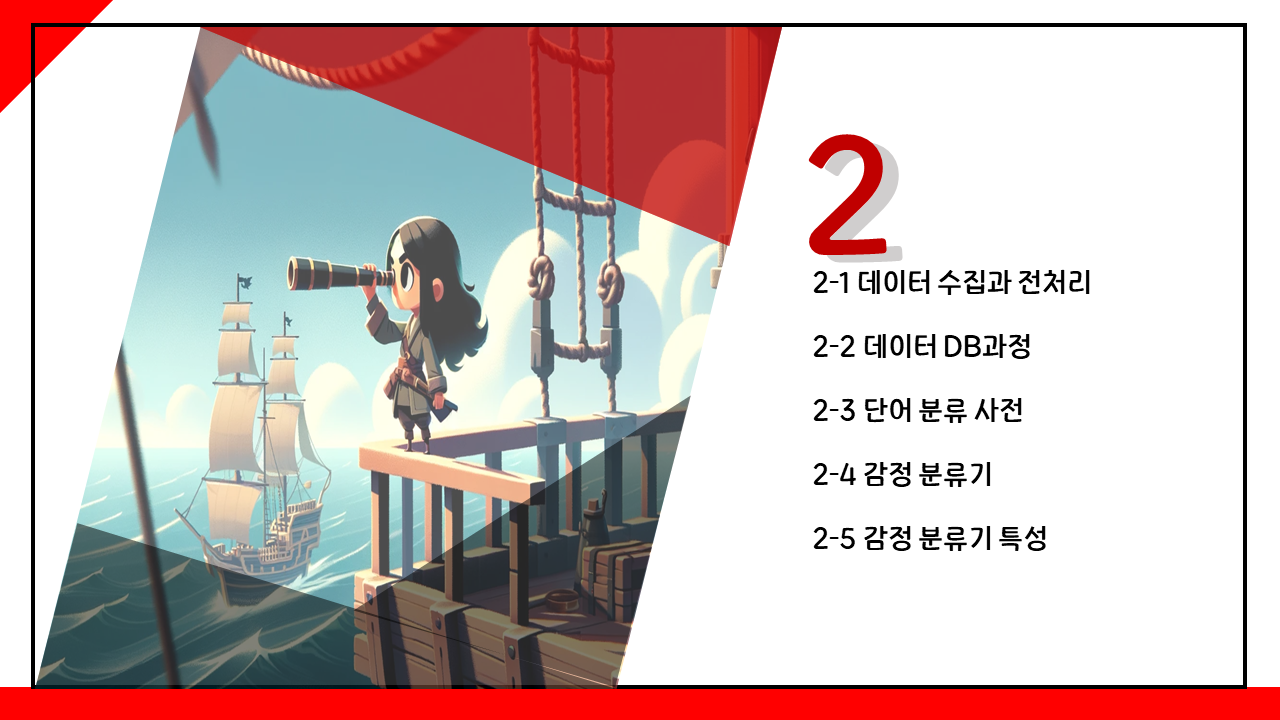 2
2-1 데이터 수집과 전처리
2-2 데이터 DB과정
2-3 단어 분류 사전
2-4 감정 분류기
2-5 감정 분류기 특성